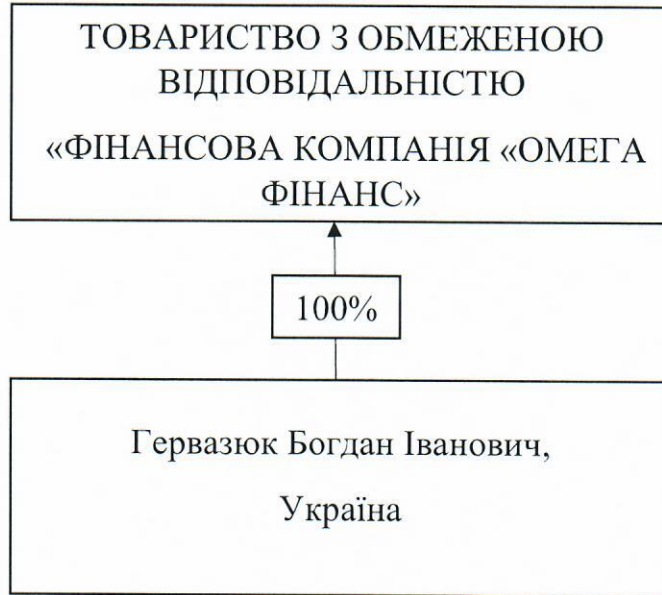 ТОВАРИСТВО З ОБМЕЖЕНОЮ
ВІДПОВІДАЛЬНІСТЮ
«ФІНАНСОВА КОМПАНІЯ «ОМЕГА
ФІНАНС»
100%
Гервазюк Богдан Іванович,
Україна